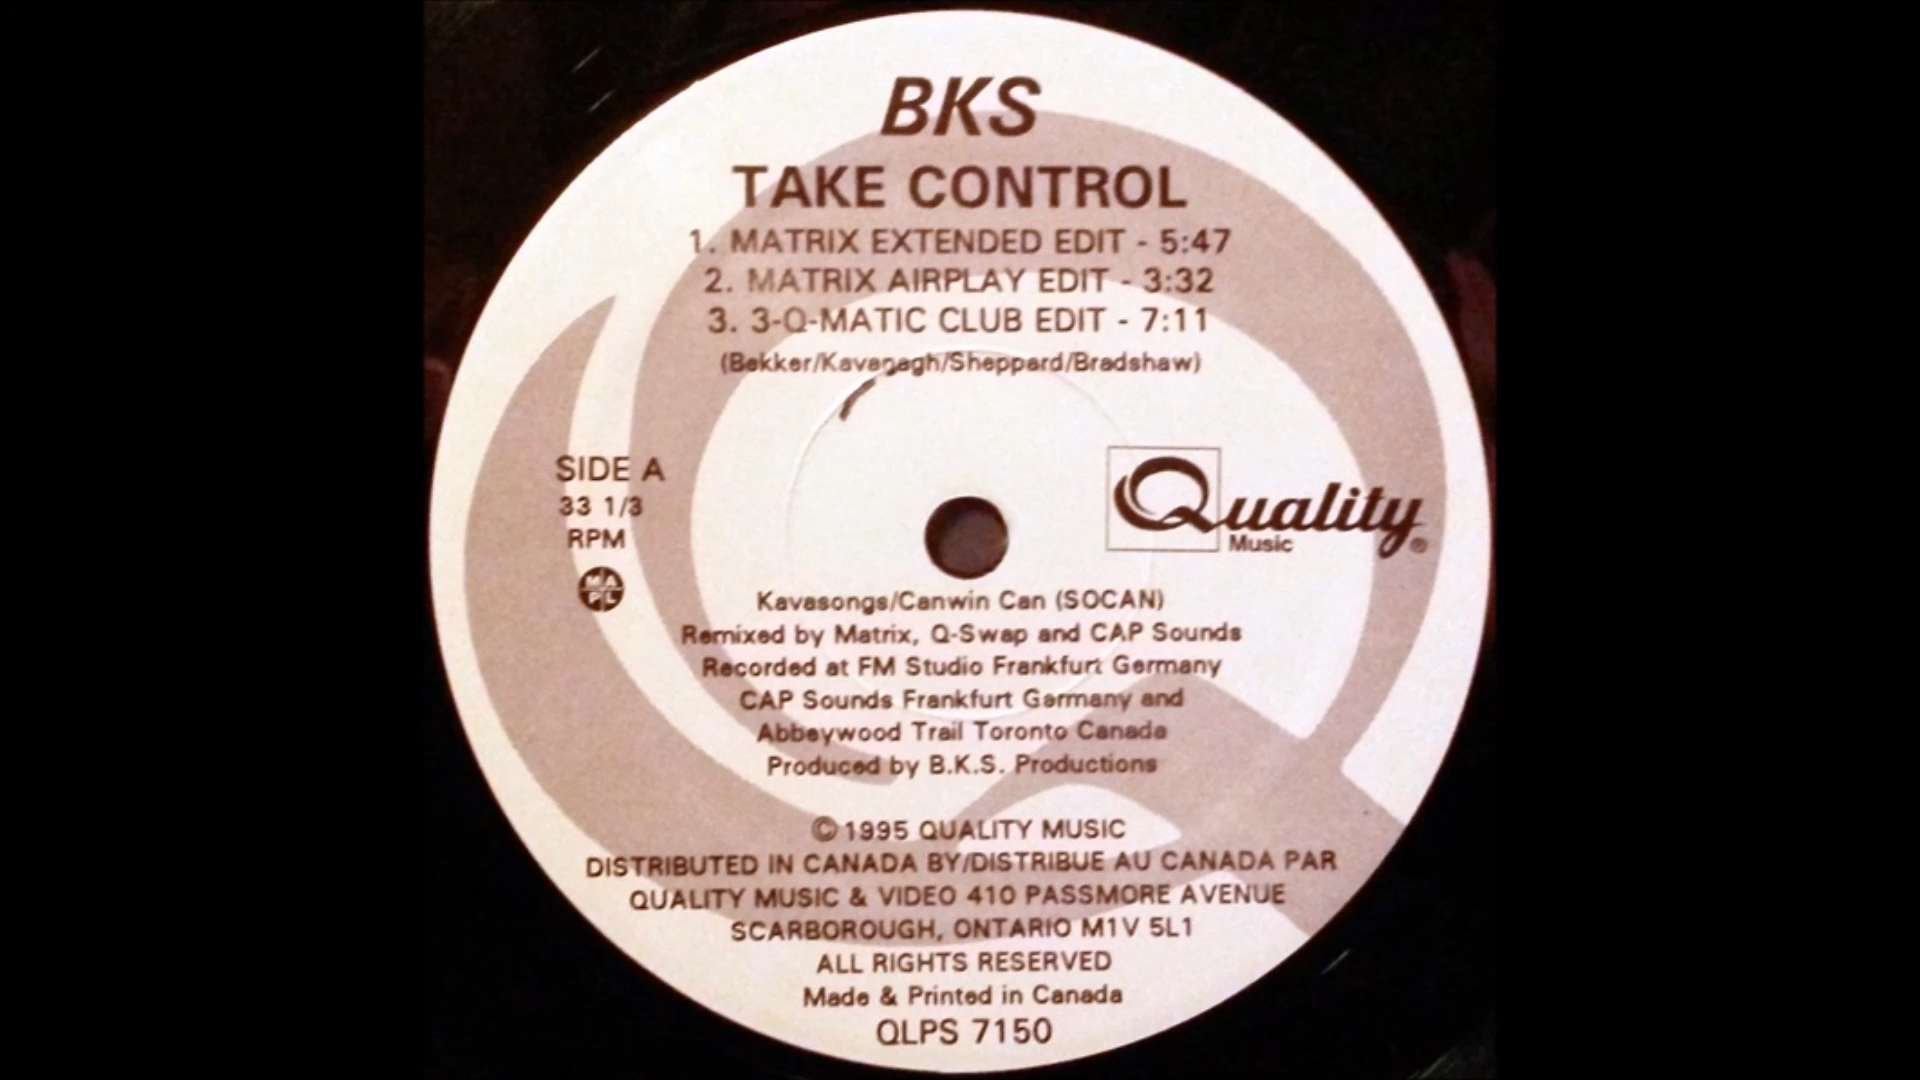 BKS
TAKE CONTROL
1. MATRIX EXTENDED EDIT - 5:47
2. MATRIX AIRPLAY EDIT - 3:32
3. 3-Q-MATIC CLUB EDIT - 7:11
(Bekker/Kavanagh/Sheppard/Bradshaw)
SIDE A
33 1/3
RPM
MA
PL
Quality®
Music
Kavasongs/Canwin Can (SOCAN)
Remixed by Matrix, Q-Swap and CAP Sounds
Recorded at FM Studio Frankfurt Germany
CAP Sounds Frankfurt Germany and
Abbeywood Trail Toronto Canada
Produced by B.K.S. Productions
© 1995 QUALITY MUSIC
DISTRIBUTED IN CANADA BY/DISTRIBUE AU CANADA PAR
QUALITY MUSIC & VIDEO 410 PASSMORE AVENUE
SCARBOROUGH, ONTARIO M1V 5L1
ALL RIGHTS RESERVED
Made & Printed in Canada
QLPS 7150